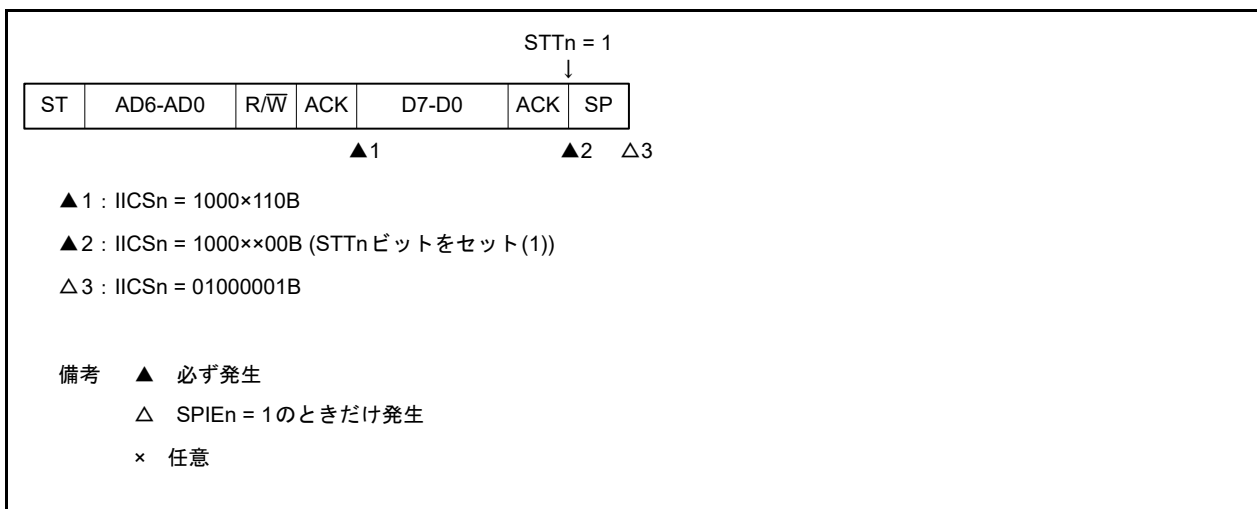 STTn = 1
↓
ST AD6-AD0 R/W̅ ACK D7-D0 ACK SP
▲1 ▲2 △3
▲1：IICSn = 1000×110B
▲2：IICSn = 1000××00B (STTnビットをセット(1))
△3：IICSn = 01000001B
備考 ▲ 必ず発生
△ SPIEn = 1のときだけ発生
× 任意